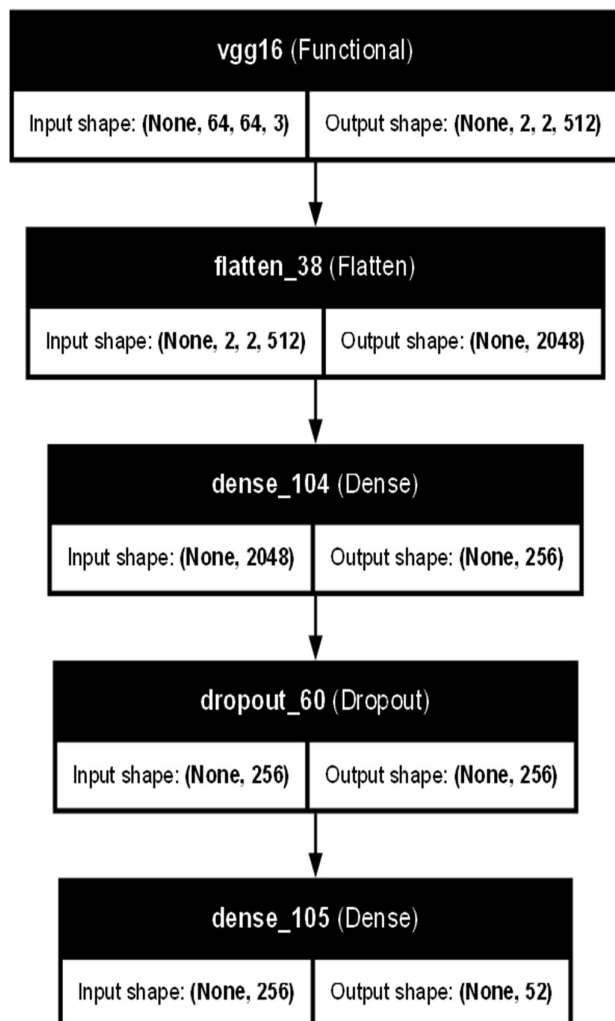 vgg16 (Functional)
Input shape: (None, 64, 64, 3) Output shape: (None, 2, 2, 512)
flatten_38 (Flatten)
Input shape: (None, 2, 2, 512) Output shape: (None, 2048)
dense_104 (Dense)
Input shape: (None, 2048) Output shape: (None, 256)
dropout_60 (Dropout)
Input shape: (None, 256) Output shape: (None, 256)
dense_105 (Dense)
Input shape: (None, 256) Output shape: (None, 52)